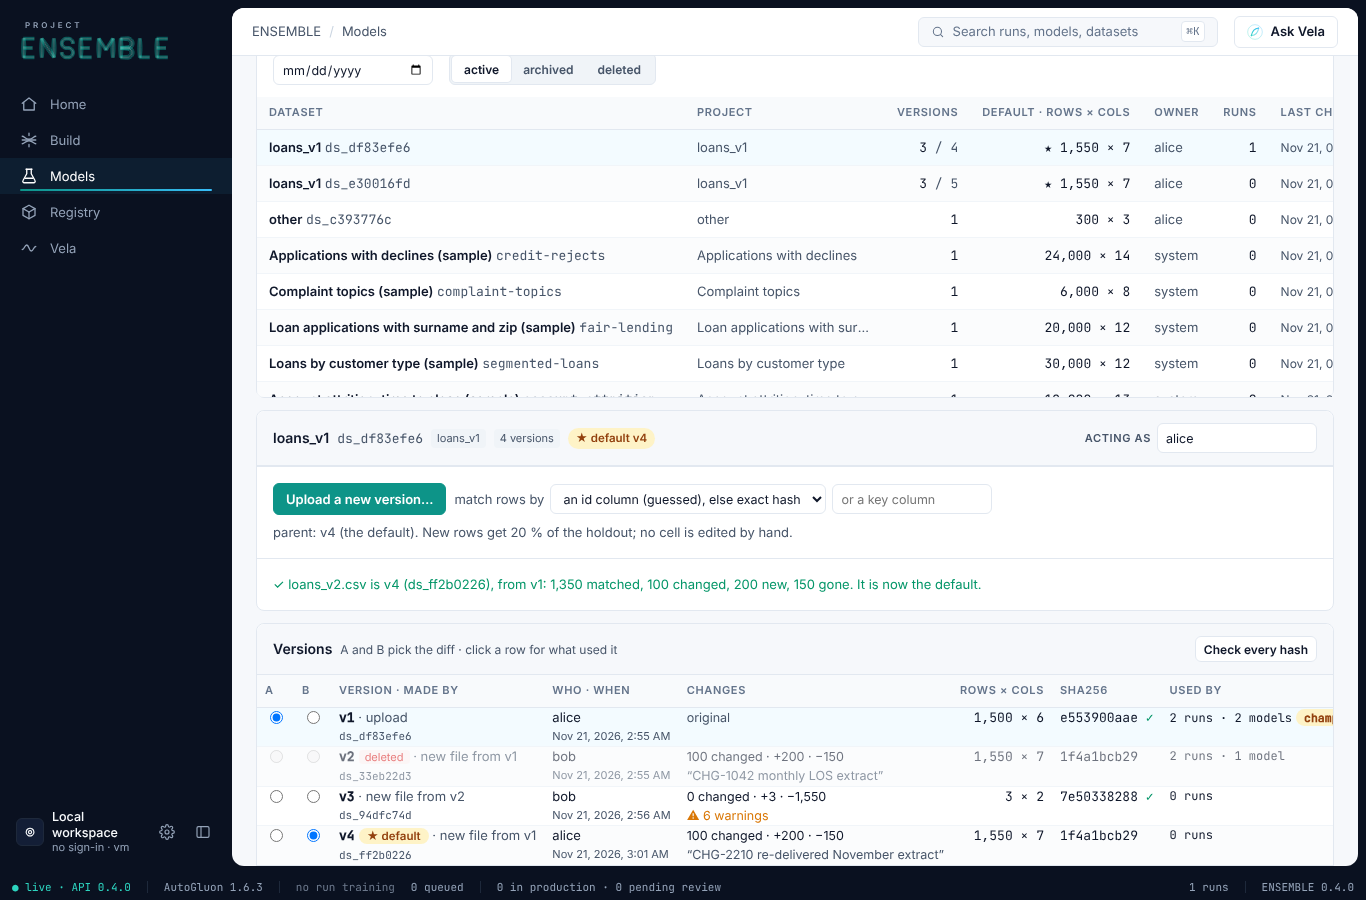 PROJECT
ENSEMBLE
Home
Build
Models
Registry
Vela
Local workspace
no sign-in · vm
ENSEMBLE / Models
Search runs, models, datasets ⌘K
Ask Vela
mm/dd/yyyy
active archived deleted
DATASET PROJECT VERSIONS DEFAULT · ROWS × COLS OWNER RUNS LAST CH
loans_v1 ds_df83efe6 loans_v1 3 / 4 ★ 1,550 × 7 alice 1 Nov 21, 0
loans_v1 ds_e30016fd loans_v1 3 / 5 ★ 1,550 × 7 alice 0 Nov 21, 0
other ds_c393776c other 1 300 × 3 alice 0 Nov 21, 0
Applications with declines (sample) credit-rejects Applications with declines 1 24,000 × 14 system 0 Nov 21, 0
Complaint topics (sample) complaint-topics Complaint topics 1 6,000 × 8 system 0 Nov 21, 0
Loan applications with surname and zip (sample) fair-lending Loan applications with sur... 1 20,000 × 12 system 0 Nov 21, 0
Loans by customer type (sample) segmented-loans Loans by customer type 1 30,000 × 12 system 0 Nov 21, 0
loans_v1 ds_df83efe6 loans_v1 4 versions ★ default v4 ACTING AS alice
Upload a new version... match rows by an id column (guessed), else exact hash or a key column
parent: v4 (the default). New rows get 20 % of the holdout; no cell is edited by hand.
✓ loans_v2.csv is v4 (ds_ff2b0226), from v1: 1,350 matched, 100 changed, 200 new, 150 gone. It is now the default.
Versions A and B pick the diff · click a row for what used it Check every hash
A B VERSION · MADE BY WHO · WHEN CHANGES ROWS × COLS SHA256 USED BY
v1 · upload alice original 1,500 × 6 e553900aae ✓ 2 runs · 2 models cham
ds_df83efe6 Nov 21, 2026, 2:55 AM
v2 deleted · new file from v1 bob 100 changed · +200 · −150 1,550 × 7 1f4a1bcb29 2 runs · 1 model
ds_33eb22d3 Nov 21, 2026, 2:55 AM “CHG-1042 monthly LOS extract”
v3 · new file from v2 bob 0 changed · +3 · −1,550 3 × 2 7e50338288 ✓ 0 runs
ds_94dfc74d Nov 21, 2026, 2:56 AM ⚠ 6 warnings
v4 ★ default · new file from v1 alice 100 changed · +200 · −150 1,550 × 7 1f4a1bcb29 0 runs
ds_ff2b0226 Nov 21, 2026, 3:01 AM “CHG-2210 re-delivered November extract”
● live · API 0.4.0 AutoGluon 1.6.3 no run training 0 queued 0 in production · 0 pending review 1 runs ENSEMBLE 0.4.0